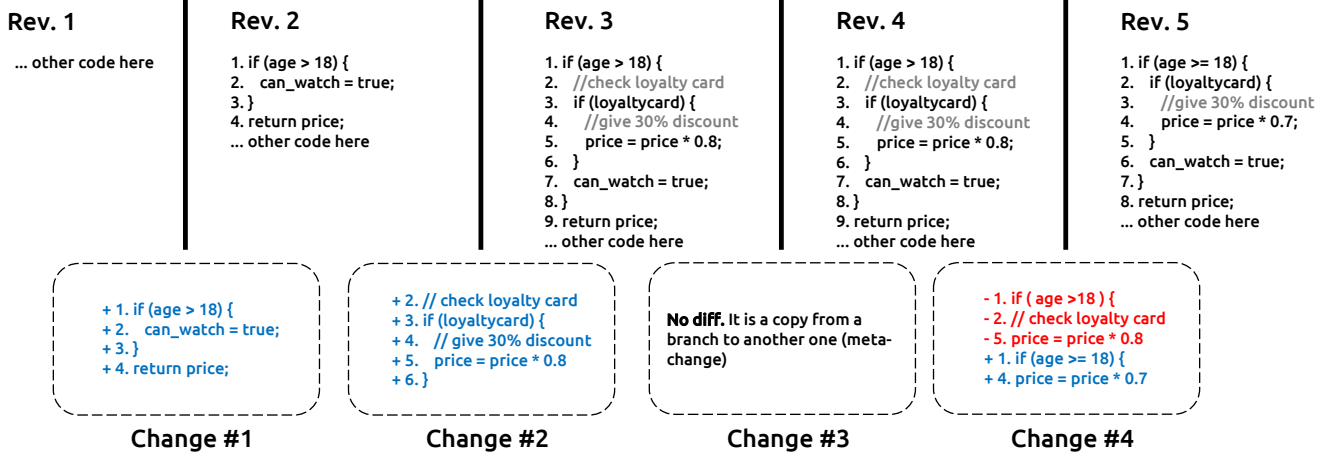 Rev. 1
... other code here
Rev. 2
1. if (age > 18) {
2. can_watch = true;
3. }
4. return price;
... other code here
Rev. 3
1. if (age > 18) {
2. //check loyalty card
3. if (loyaltycard) {
4. //give 30% discount
5. price = price * 0.8;
6. }
7. can_watch = true;
8. }
9. return price;
... other code here
Rev. 4
1. if (age > 18) {
2. //check loyalty card
3. if (loyaltycard) {
4. //give 30% discount
5. price = price * 0.8;
6. }
7. can_watch = true;
8. }
9. return price;
... other code here
Rev. 5
1. if (age >= 18) {
2. if (loyaltycard) {
3. //give 30% discount
4. price = price * 0.7;
5. }
6. can_watch = true;
7. }
8. return price;
... other code here
+ 1. if (age > 18) {
+ 2. can_watch = true;
+ 3. }
+ 4. return price;
Change #1
+ 2. // check loyalty card
+ 3. if (loyaltycard) {
+ 4. // give 30% discount
+ 5. price = price * 0.8
+ 6. }
Change #2
No diff. It is a copy from a
branch to another one (meta-
change)
Change #3
- 1. if ( age >18 ) {
- 2. // check loyalty card
- 5. price = price * 0.8
+ 1. if (age >= 18) {
+ 4. price = price * 0.7
Change #4